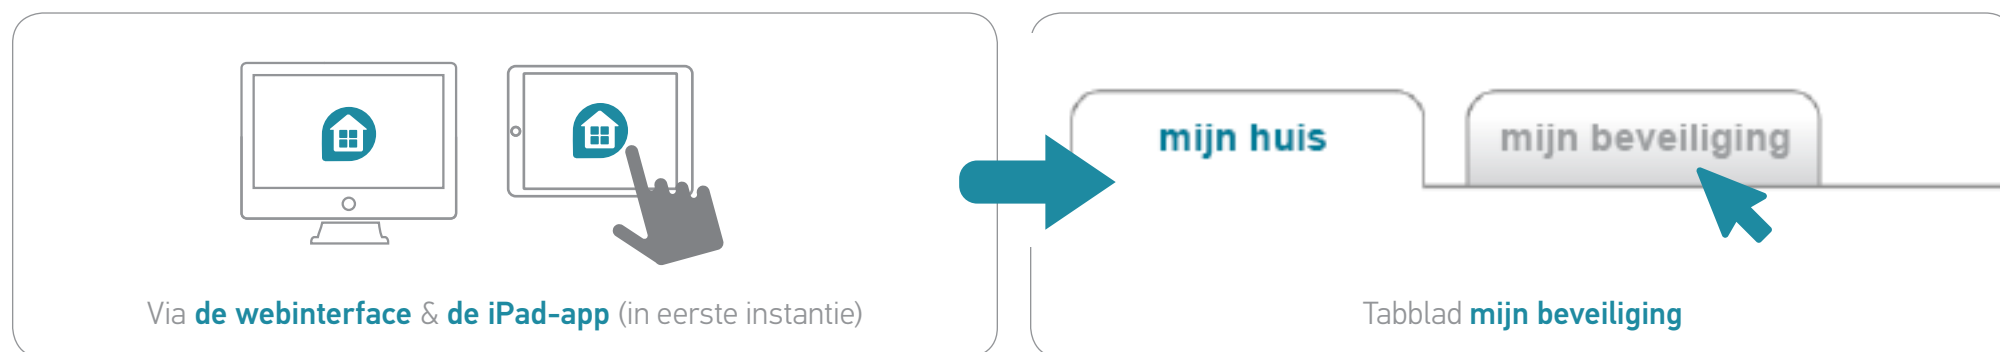 mijn huis
mijn beveiliging
Via de webinterface & de iPad-app (in eerste instantie)
Tabblad mijn beveiliging